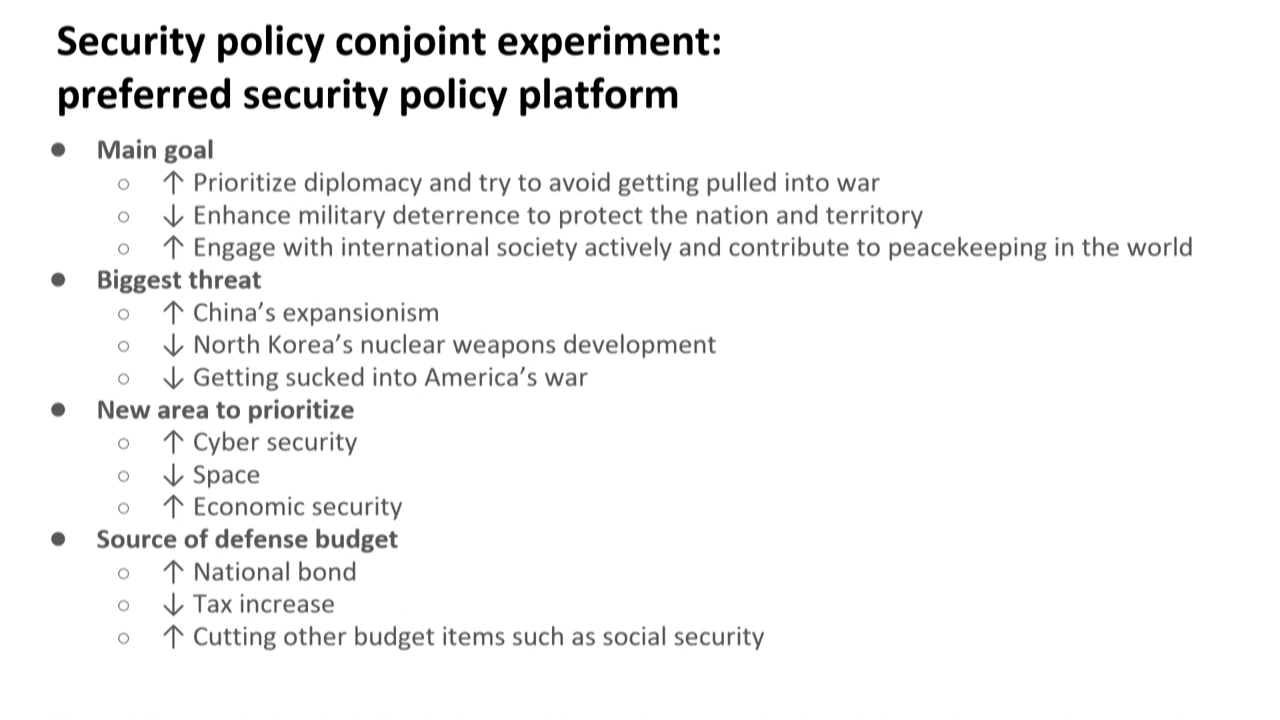 Security policy conjoint experiment:
preferred security policy platform
● Main goal
○ ↑ Prioritize diplomacy and try to avoid getting pulled into war
○ ↓ Enhance military deterrence to protect the nation and territory
○ ↑ Engage with international society actively and contribute to peacekeeping in the world
● Biggest threat
○ ↑ China’s expansionism
○ ↓ North Korea’s nuclear weapons development
○ ↓ Getting sucked into America’s war
● New area to prioritize
○ ↑ Cyber security
○ ↓ Space
○ ↑ Economic security
● Source of defense budget
○ ↑ National bond
○ ↓ Tax increase
○ ↑ Cutting other budget items such as social security